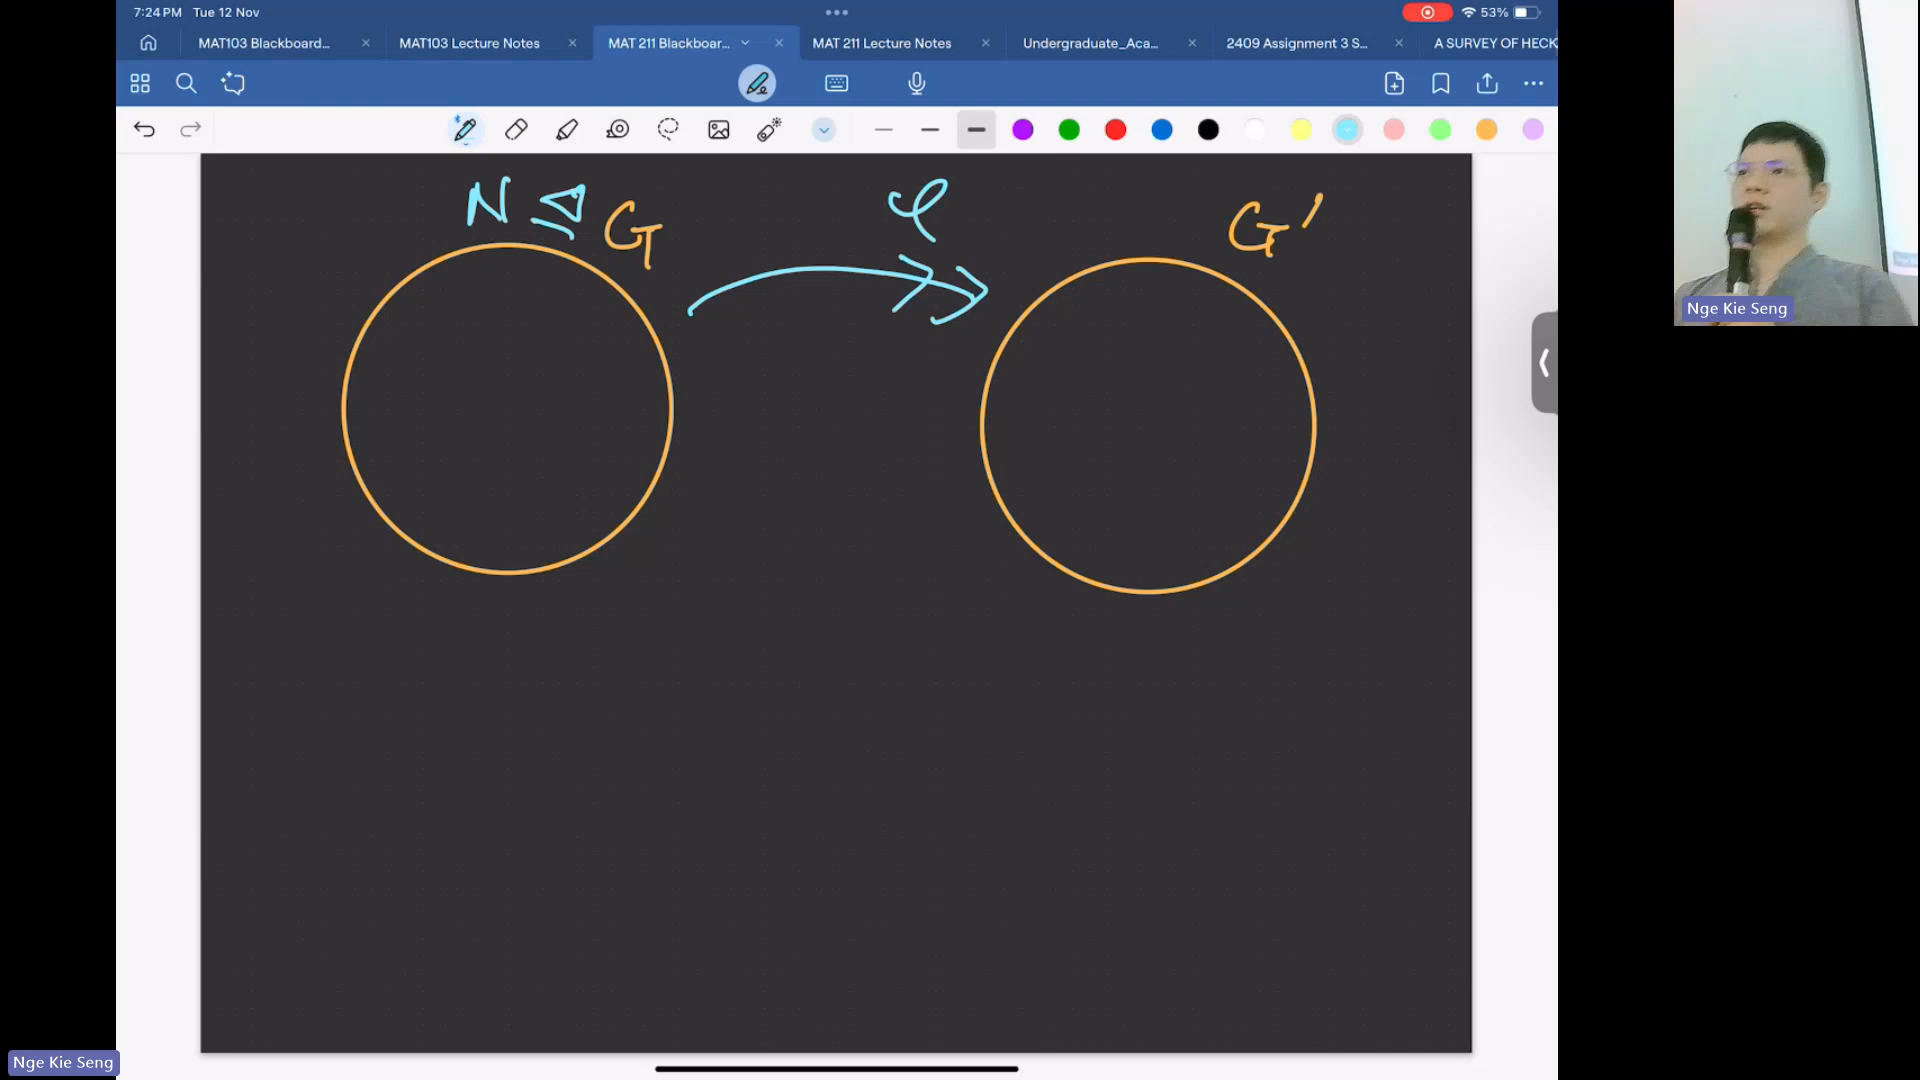 7:24 PM Tue 12 Nov
53%
MAT103 Blackboard...
MAT103 Lecture Notes
MAT 211 Blackboar...
MAT 211 Lecture Notes
Undergraduate_Aca...
2409 Assignment 3 S...
A SURVEY OF HECK
N ⊴ G
φ
G'
Nge Kie Seng
Nge Kie Seng